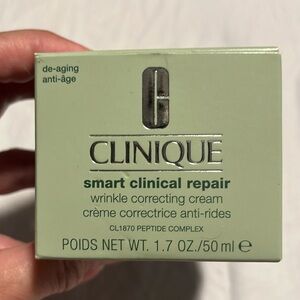 de-aging
anti-âge
CLINIQUE
smart clinical repair
wrinkle correcting cream
crème correctrice anti-rides
CL1870 PEPTIDE COMPLEX
POIDS NET WT. 1.7 OZ./50 ml ℮